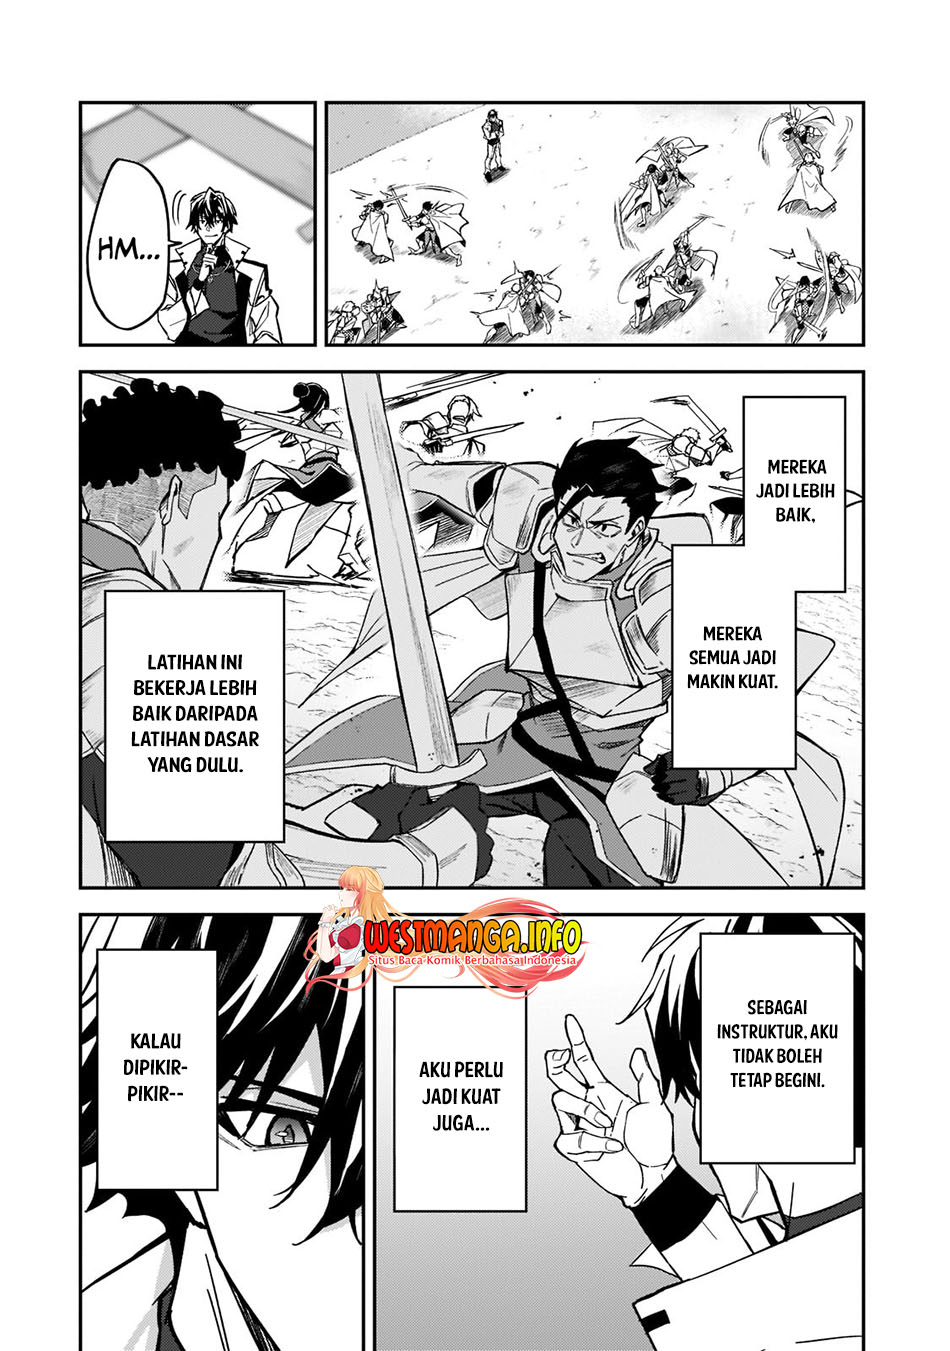 HM...
MEREKA
JADI LEBIH
BAIK,
MEREKA
SEMUA JADI
MAKIN KUAT.
LATIHAN INI
BEKERJA LEBIH
BAIK DARIPADA
LATIHAN DASAR
YANG DULU.
WESTMANGA.INFO
Situs Baca Komik Berbahasa Indonesia
SEBAGAI
INSTRUKTUR, AKU
TIDAK BOLEH
TETAP BEGINI.
AKU PERLU
JADI KUAT
JUGA...
KALAU
DIPIKIR-
PIKIR--